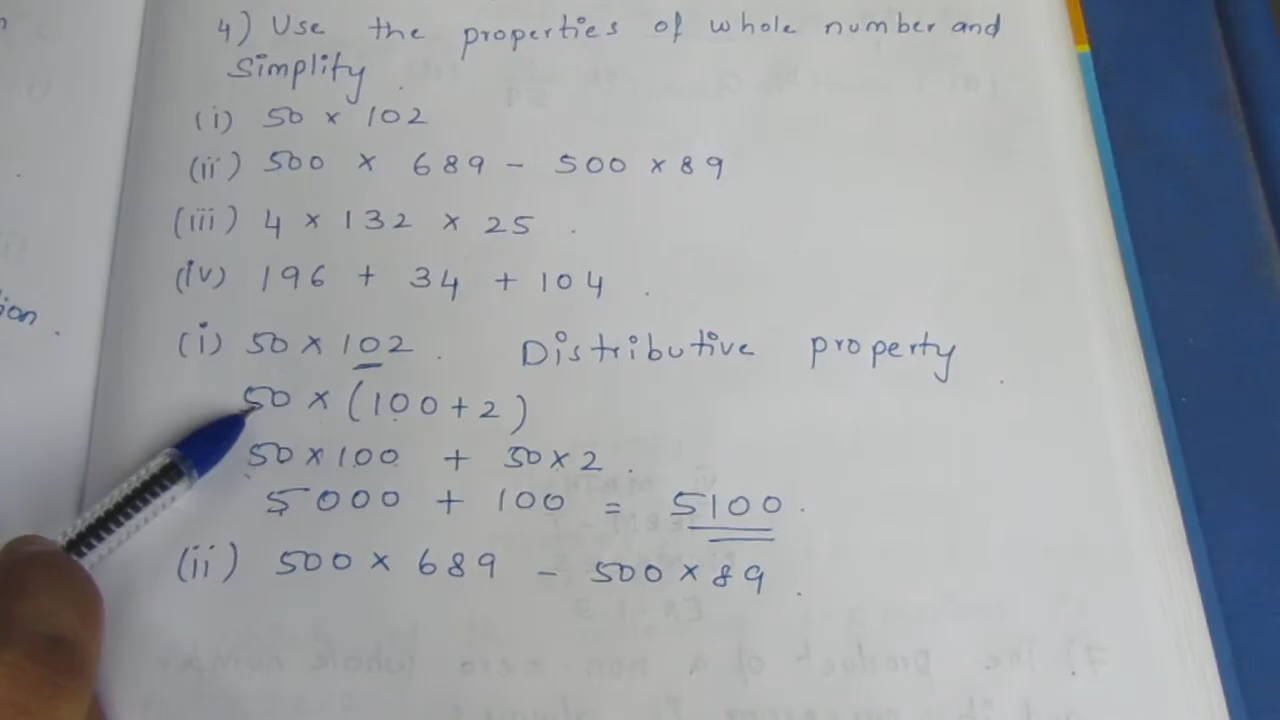 4) Use the properties of whole number and
simplify.
(i) 50 × 102
(ii) 500 × 689 - 500 × 89
(iii) 4 × 132 × 25.
(iv) 196 + 34 + 104.
(i) 50 × 102. Distributive property.
50 × (100+2)
50 × 100 + 50 × 2.
5000 + 100 = 5100.
(ii) 500 × 689 - 500 × 89.
ion.